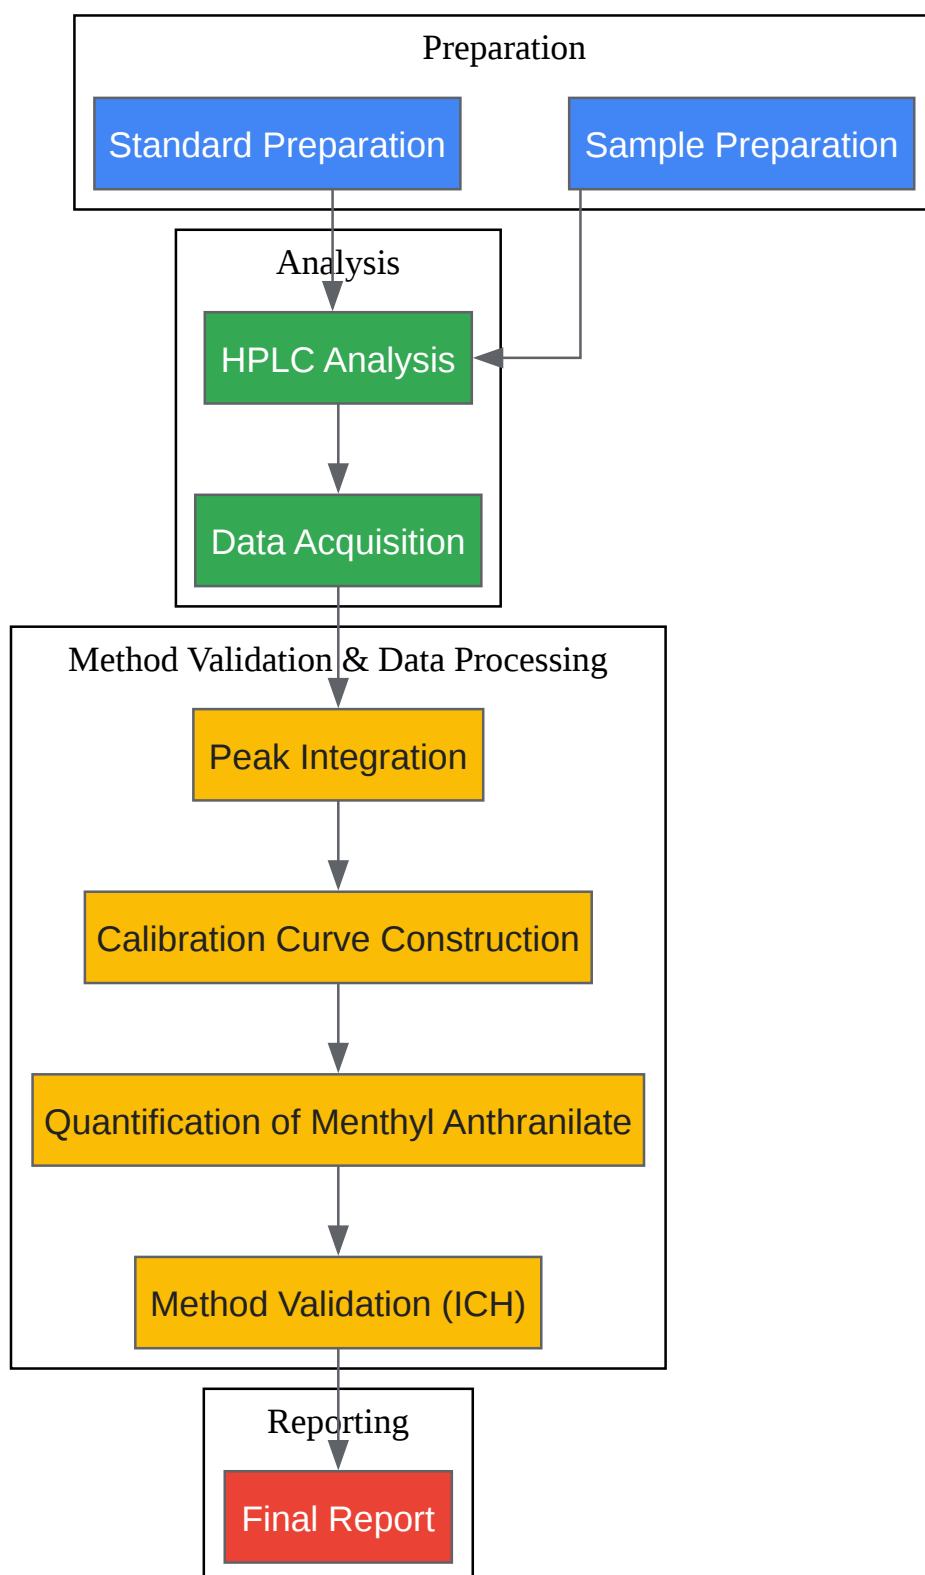 Preparation
Standard Preparation
Sample Preparation
Analysis
HPLC Analysis
Data Acquisition
Method Validation & Data Processing
Peak Integration
Calibration Curve Construction
Quantification of Menthyl Anthranilate
Method Validation (ICH)
Reporting
Final Report